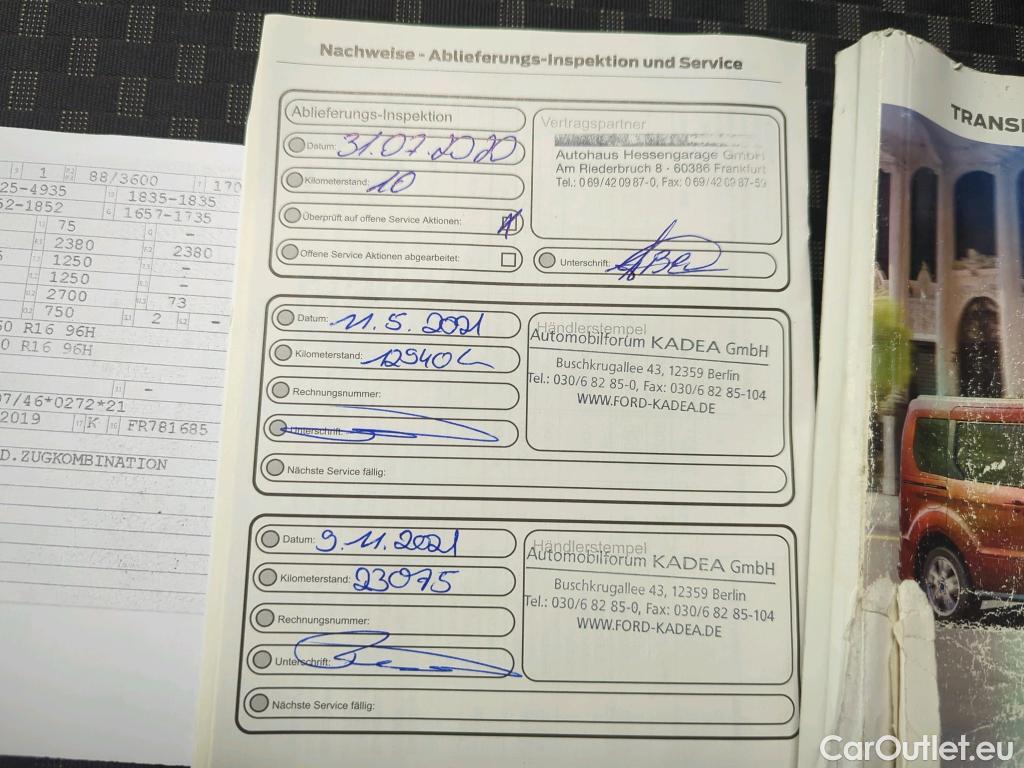 Nachweise - Ablieferungs-Inspektion und Service
Ablieferungs-Inspektion
Datum: 31.07.2020
Kilometerstand: 10
Überprüft auf offene Service Aktionen:
Offene Service Aktionen abgearbeitet:
Vertragspartner
Autohaus Hessengarage GmbH
Am Riederbruch 8 · 60386 Frankfurt
Tel.: 0 69/42 09 87-0, Fax: 0 69/42 09 87-59
Unterschrift:
Datum: 11.5.2021
Kilometerstand: 12940
Rechnungsnummer:
Unterschrift:
Nächste Service fällig:
Händlerstempel
Automobilforum KADEA GmbH
Buschkrugallee 43, 12359 Berlin
Tel.: 030/6 82 85-0, Fax: 030/6 82 85-104
WWW.FORD-KADEA.DE
Datum: 9.11.2021
Kilometerstand: 23075
Rechnungsnummer:
Unterschrift:
Nächste Service fällig:
Händlerstempel
Automobilforum KADEA GmbH
Buschkrugallee 43, 12359 Berlin
Tel.: 030/6 82 85-0, Fax: 030/6 82 85-104
WWW.FORD-KADEA.DE
1 88/3600 170
25-4935 1835-1835
52-1852 1657-1735
75 -
2380 2380
1250 -
1250 -
2700 73
750 2 -
R16 96H
0 R16 96H
-
07/46*0272*21
2019 K FR781685
D.ZUGKOMBINATION
TRANSI
CarOutlet.eu